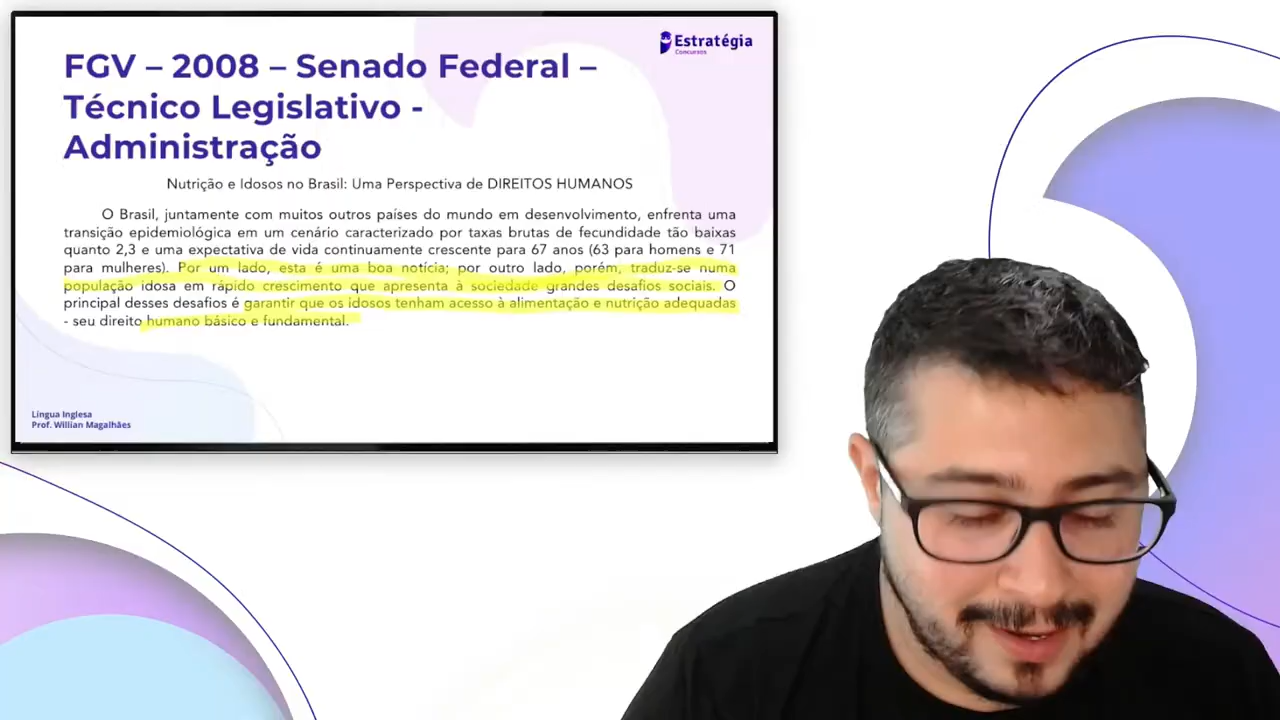 Estratégia
Concursos
FGV – 2008 – Senado Federal –
Técnico Legislativo -
Administração
Nutrição e Idosos no Brasil: Uma Perspectiva de DIREITOS HUMANOS
O Brasil, juntamente com muitos outros países do mundo em desenvolvimento, enfrenta uma
transição epidemiológica em um cenário caracterizado por taxas brutas de fecundidade tão baixas
quanto 2,3 e uma expectativa de vida continuamente crescente para 67 anos (63 para homens e 71
para mulheres). Por um lado, esta é uma boa notícia; por outro lado, porém, traduz-se numa
população idosa em rápido crescimento que apresenta à sociedade grandes desafios sociais. O
principal desses desafios é garantir que os idosos tenham acesso à alimentação e nutrição adequadas
- seu direito humano básico e fundamental.
Língua Inglesa
Prof. Willian Magalhães